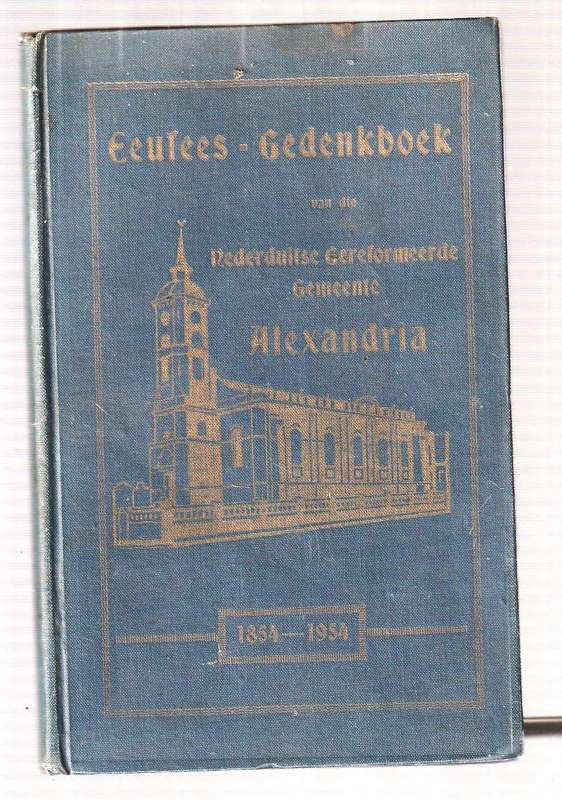 Eeufees - Gedenkboek
van die
Nederduitse Gereformeerde
Gemeente
Alexandria
1854—1954